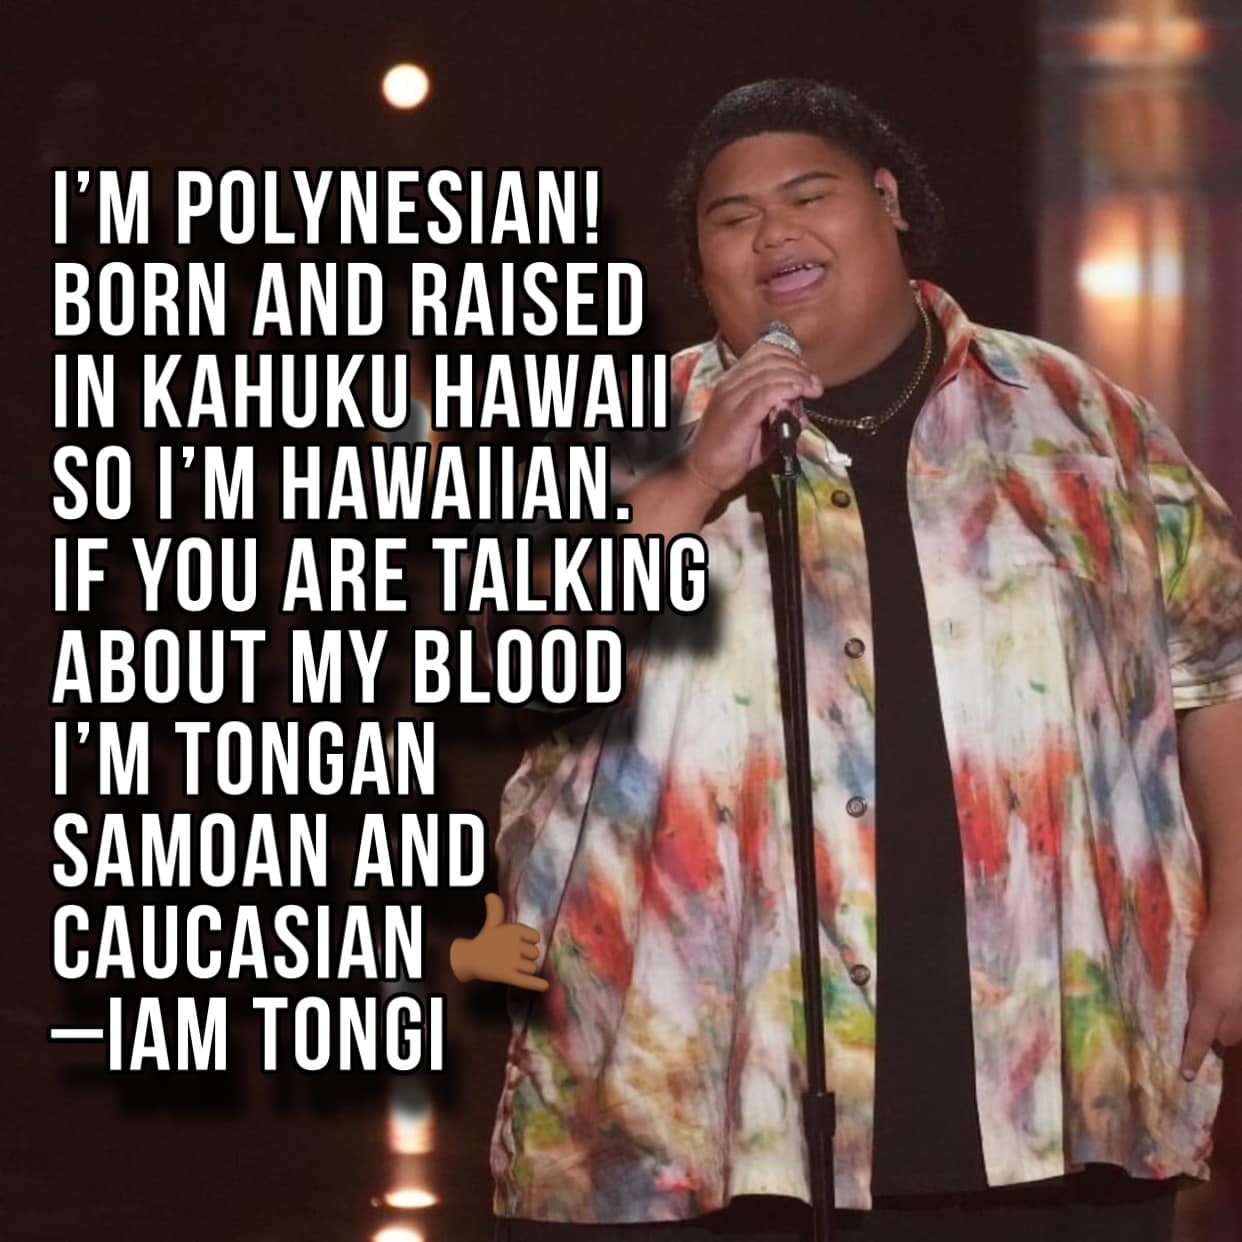 I'M POLYNESIAN!
BORN AND RAISED
IN KAHUKU HAWAII
SO I'M HAWAIIAN.
IF YOU ARE TALKING
ABOUT MY BLOOD
I'M TONGAN
SAMOAN AND
CAUCASIAN 🤙🏾
—IAM TONGI